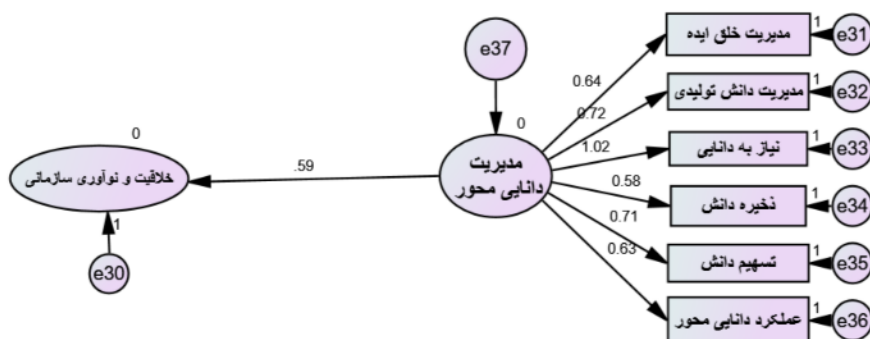 e37
0
مدیریت
دانایی محور
0
خلاقیت و نوآوری سازمانی
1
e30
.59
0.64
مدیریت خلق ایده
1
e31
0.72
مدیریت دانش تولیدی
1
e32
1.02
نیاز به دانایی
1
e33
0.58
ذخیره دانش
1
e34
0.71
تسهیم دانش
1
e35
0.63
عملکرد دانایی محور
1
e36